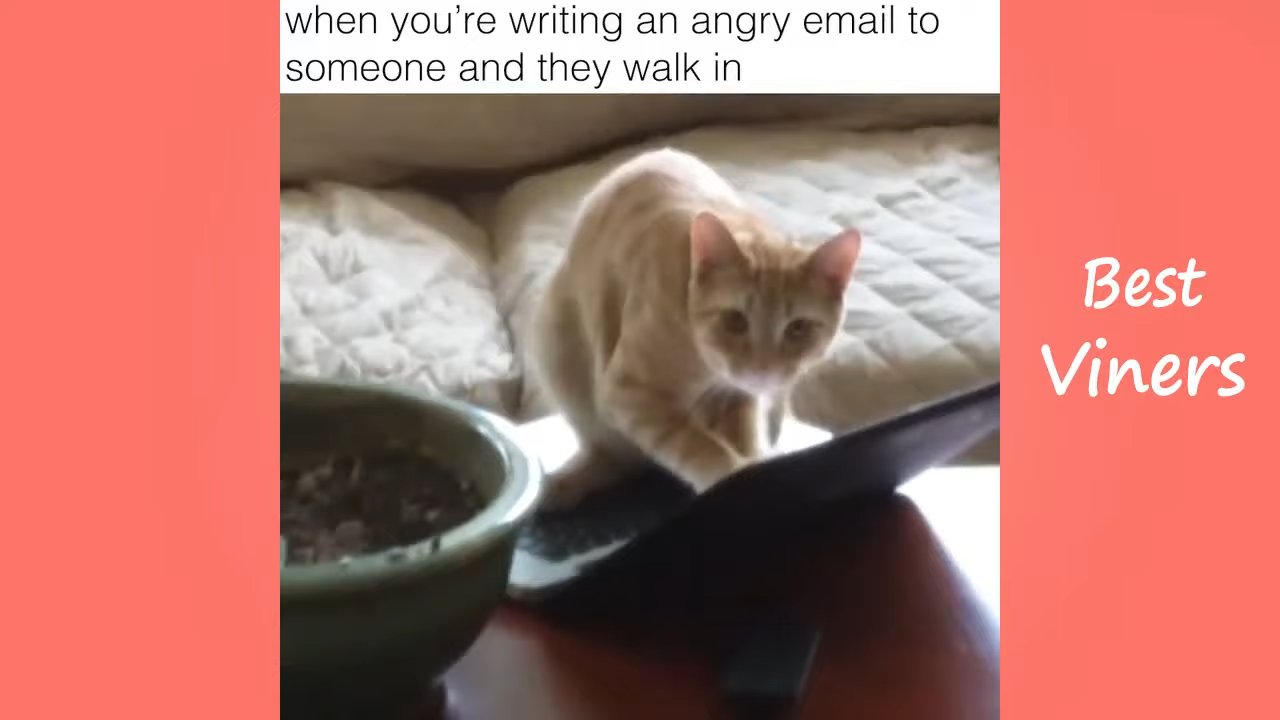 when you’re writing an angry email to
someone and they walk in
Best
Viners